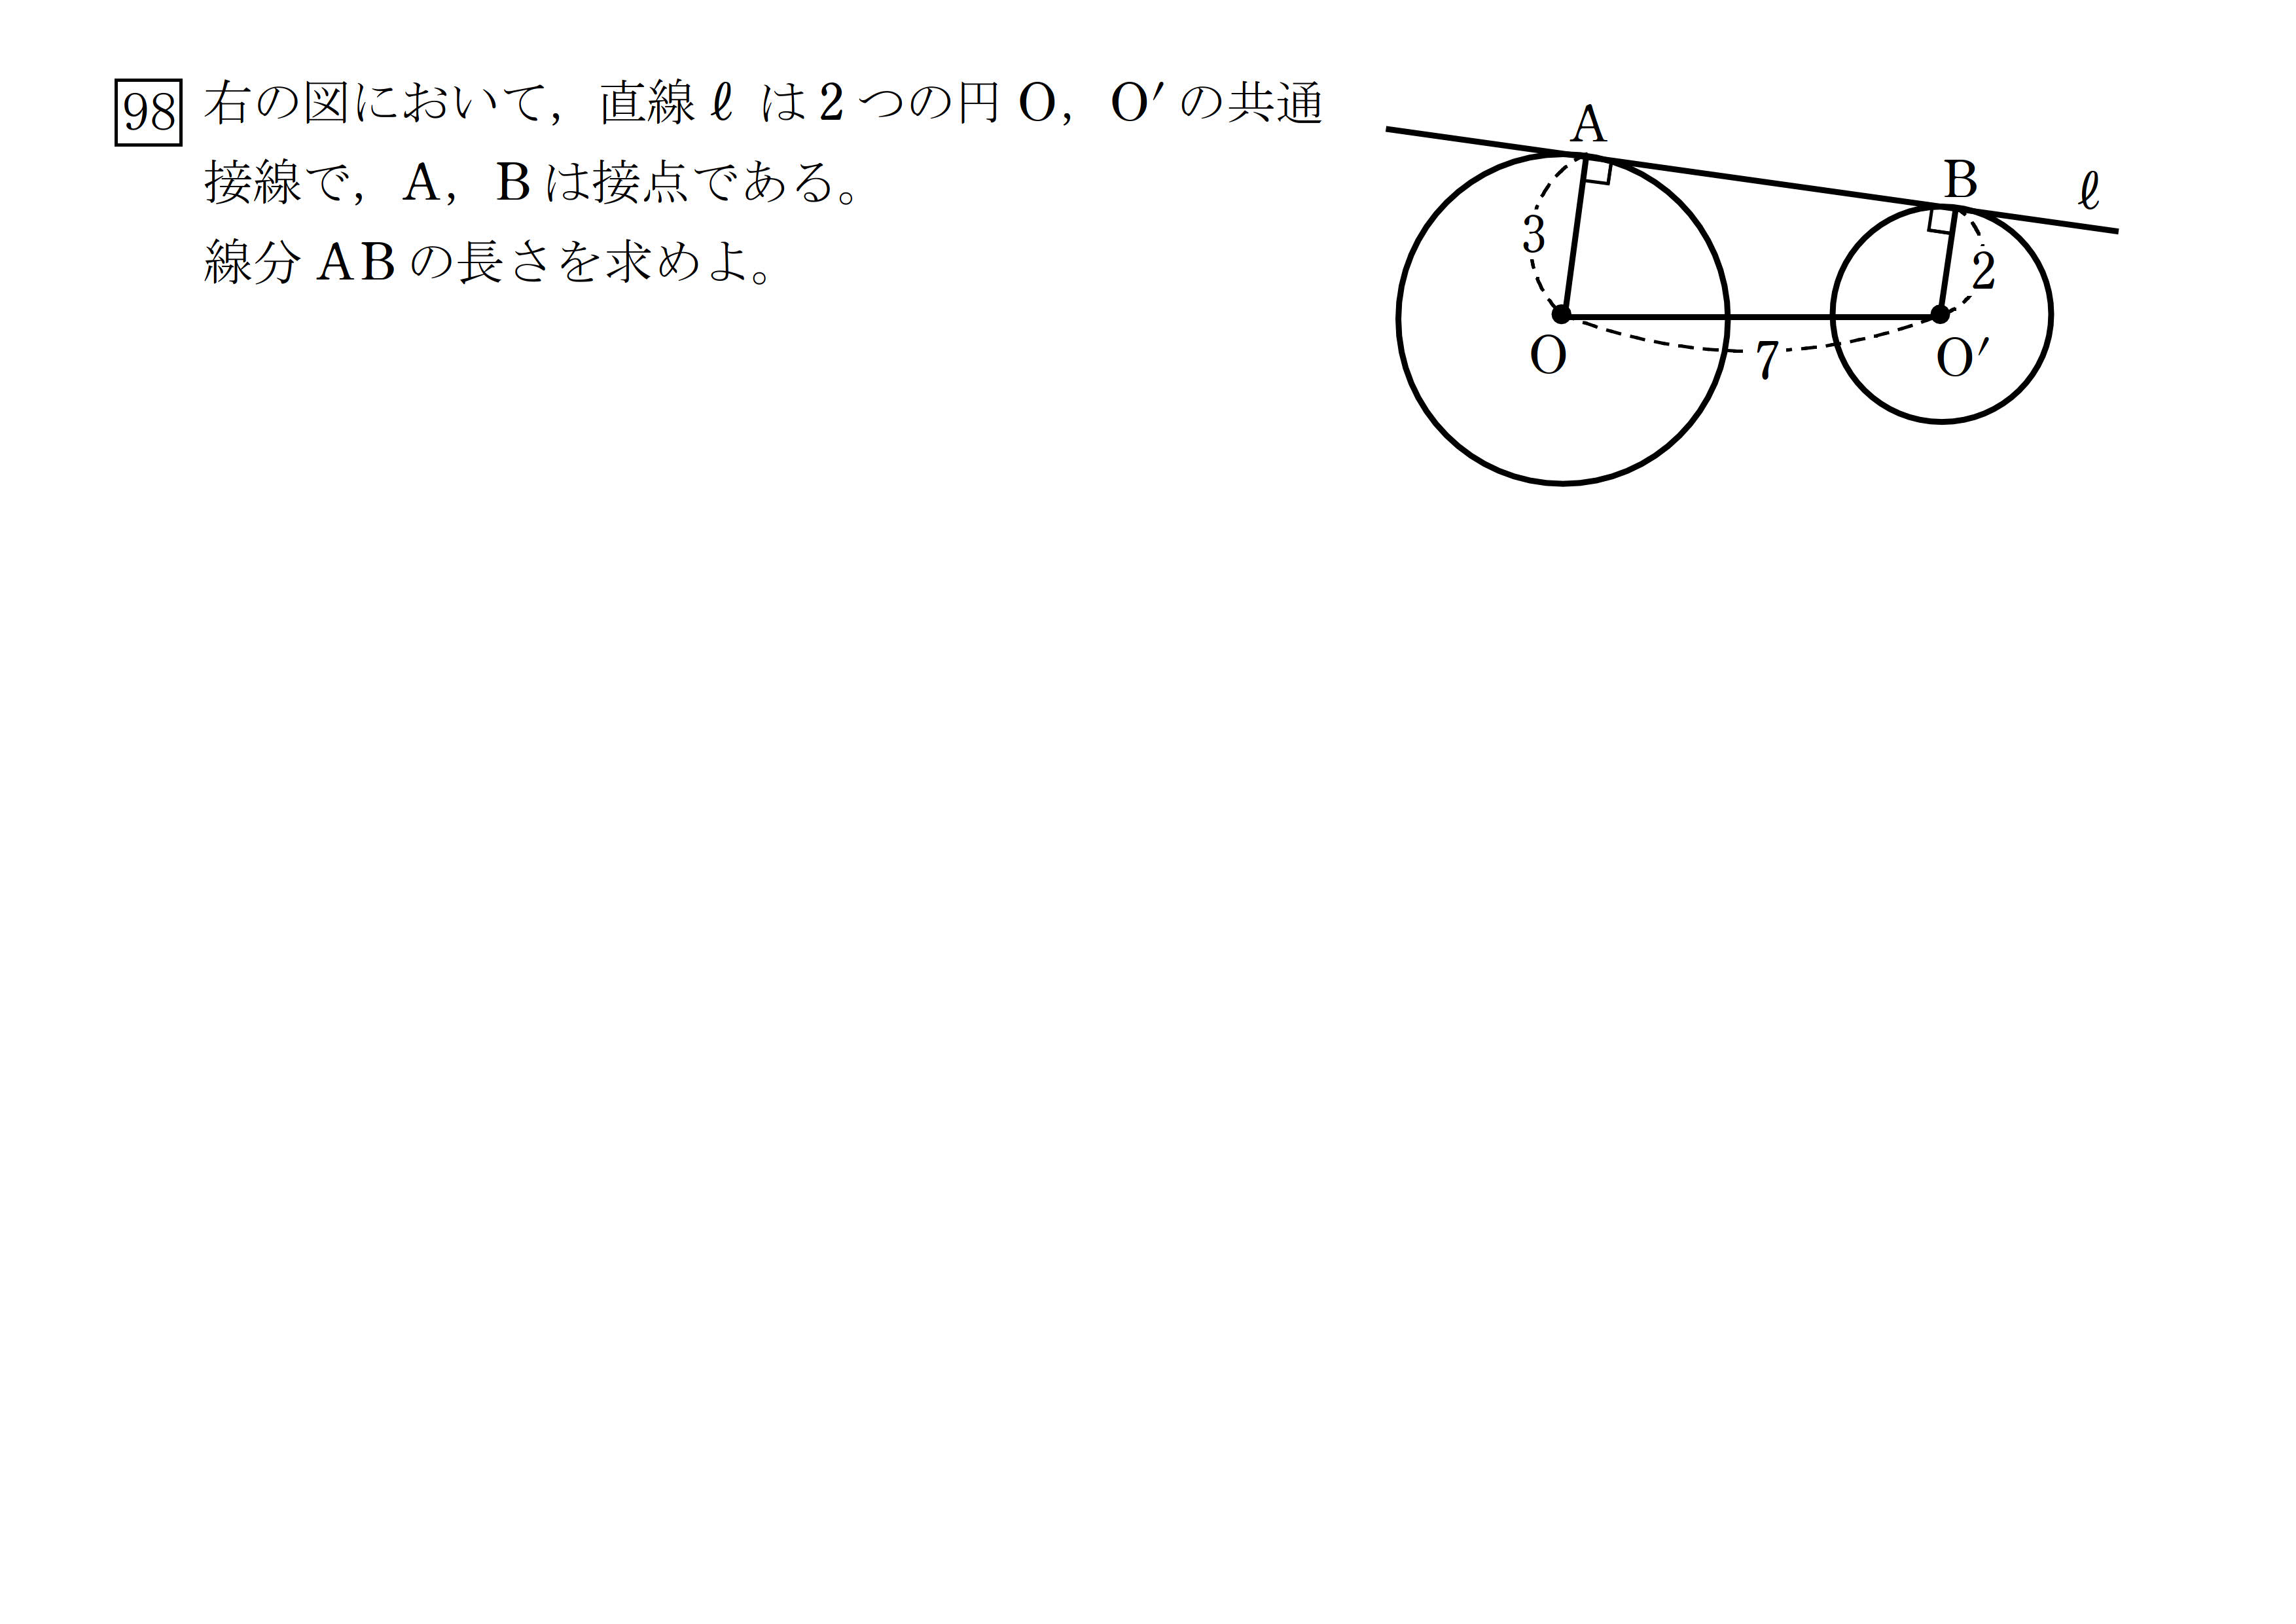 98 右の図において，直線 ℓ は 2 つの円 O，O′ の共通
接線で，A，B は接点である。
線分 AB の長さを求めよ。
A
B
ℓ
3
2
O
7
O′